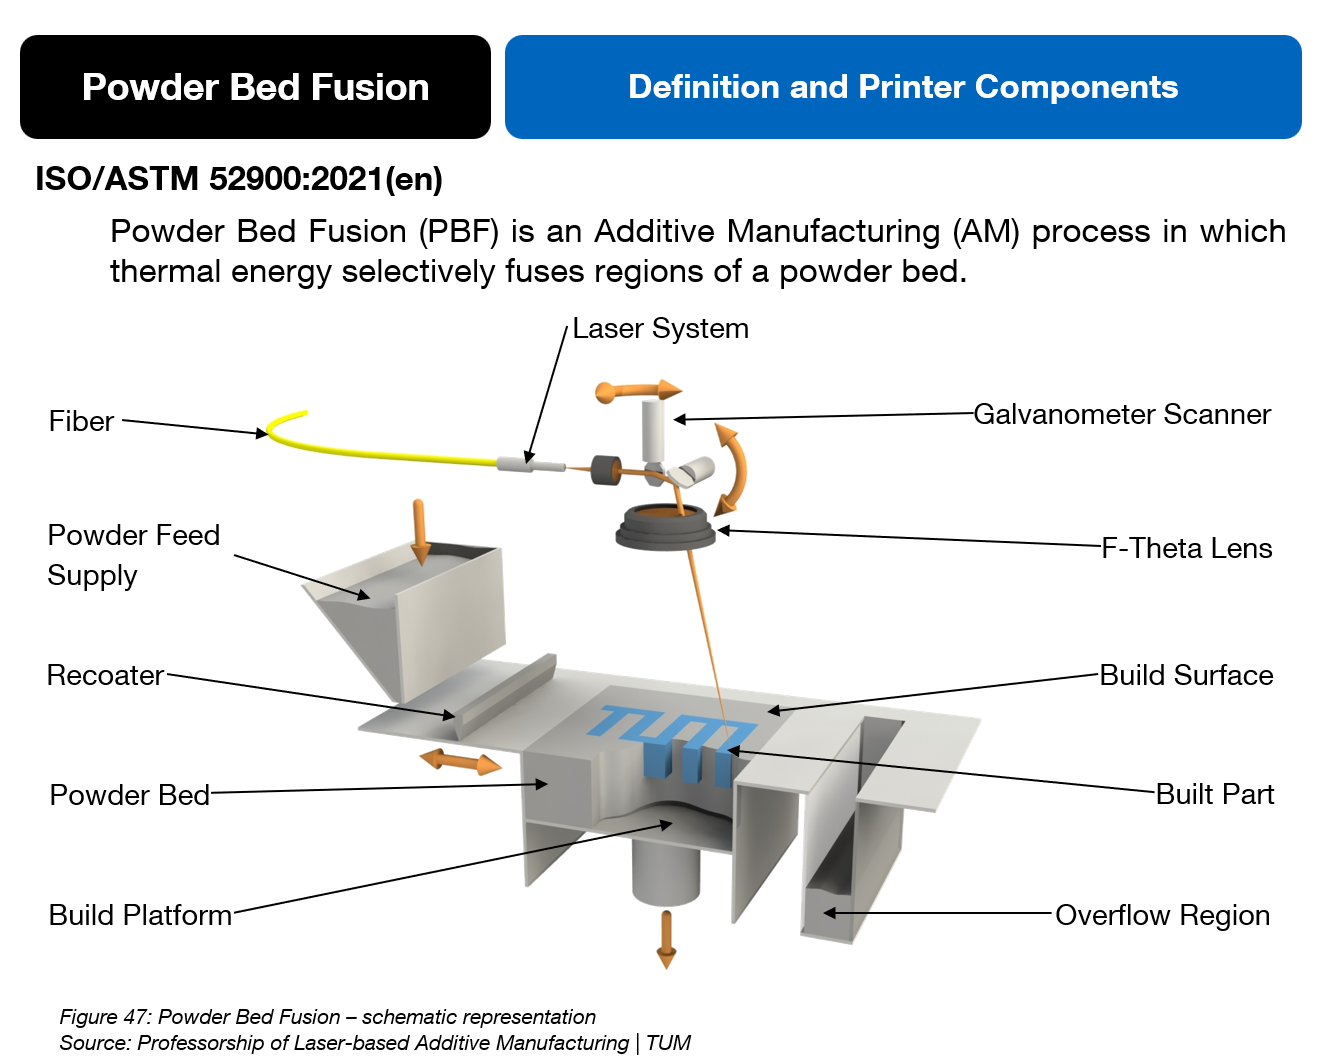 Powder Bed Fusion
Definition and Printer Components
ISO/ASTM 52900:2021(en)
Powder Bed Fusion (PBF) is an Additive Manufacturing (AM) process in which
thermal energy selectively fuses regions of a powder bed.
Laser System
Fiber
Galvanometer Scanner
Powder Feed
Supply
F-Theta Lens
Recoater
Build Surface
TUM
Powder Bed
Built Part
Build Platform
Overflow Region
Figure 47: Powder Bed Fusion – schematic representation
Source: Professorship of Laser-based Additive Manufacturing | TUM